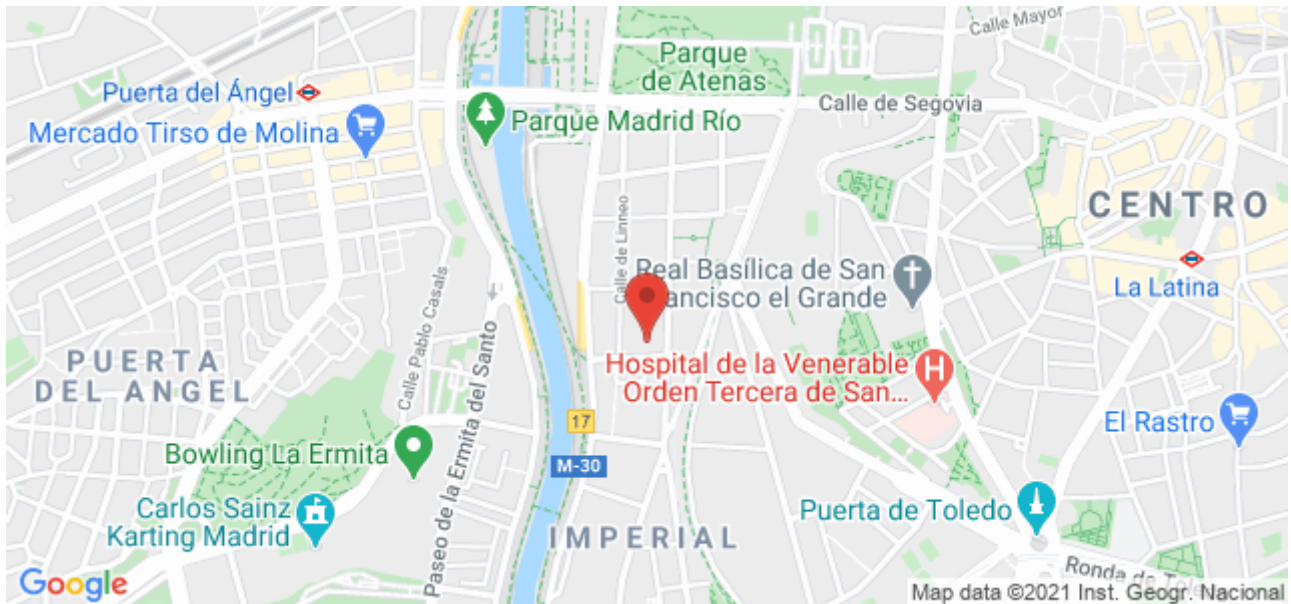 Calle Mayor
Parque
de Atenas
Puerta del Ángel
Calle de Segovia
Mercado Tirso de Molina
Parque Madrid Río
CENTRO
Calle de Linneo
Real Basílica de San
ancisco el Grande
La Latina
Calle Pablo Casals
PUERTA
DEL ANGEL
Hospital de la Venerable
Orden Tercera de San...
Paseo de la Ermita del Santo
17
El Rastro
Bowling La Ermita
M-30
Carlos Sainz
Karting Madrid
Puerta de Toledo
IMPERIAL
Ronda de
Google
Map data ©2021 Inst. Geogr. Nacional